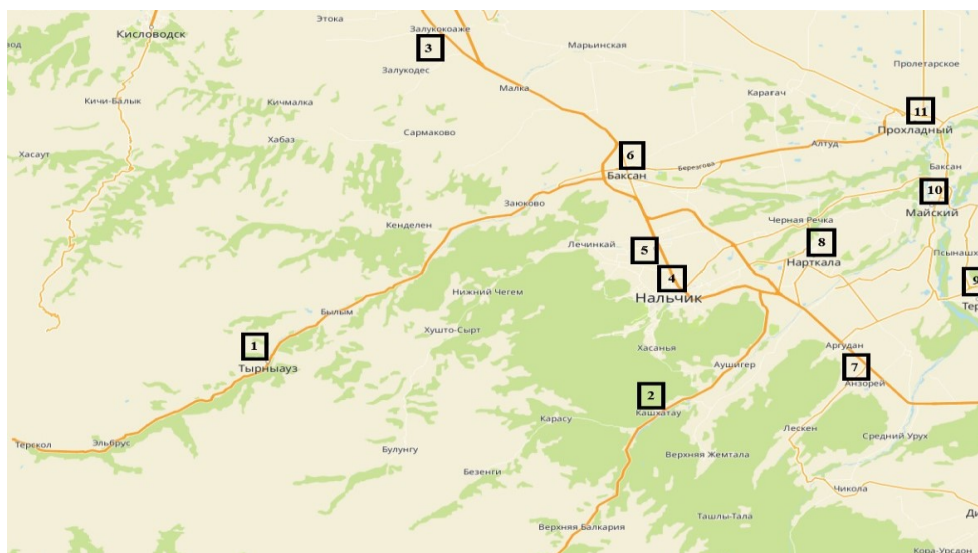 Этока
Залукокоаже
Кисловодск
3
Марьинская
вод
Пролетарское
Залукодес
Малка
Карагач
Кичи-Балык
Кичмалка
11
Прохладный
Сармаково
Хабаз
Алтуд
Хасаут
6
Баксан
Березгова
Баксан
10
Заюково
Майский
Кенделен
Черная Речка
8
Лечинкай
5
Нарткала
Псынаш
4
9
Нижний Чегем
Нальчик
Тер
Былым
Хушто-Сырт
1
Хасанья
Аргудан
Тырныауз
Аушигер
7
Анзорей
2
Кашхатау
Карасу
Лескен
Средний Урух
Терскол
Эльбрус
Булунгу
Верхняя Жемтала
Безенги
Чикола
Ташлы-Тала
Ди
Верхняя Балкария
Кора-Урсдон